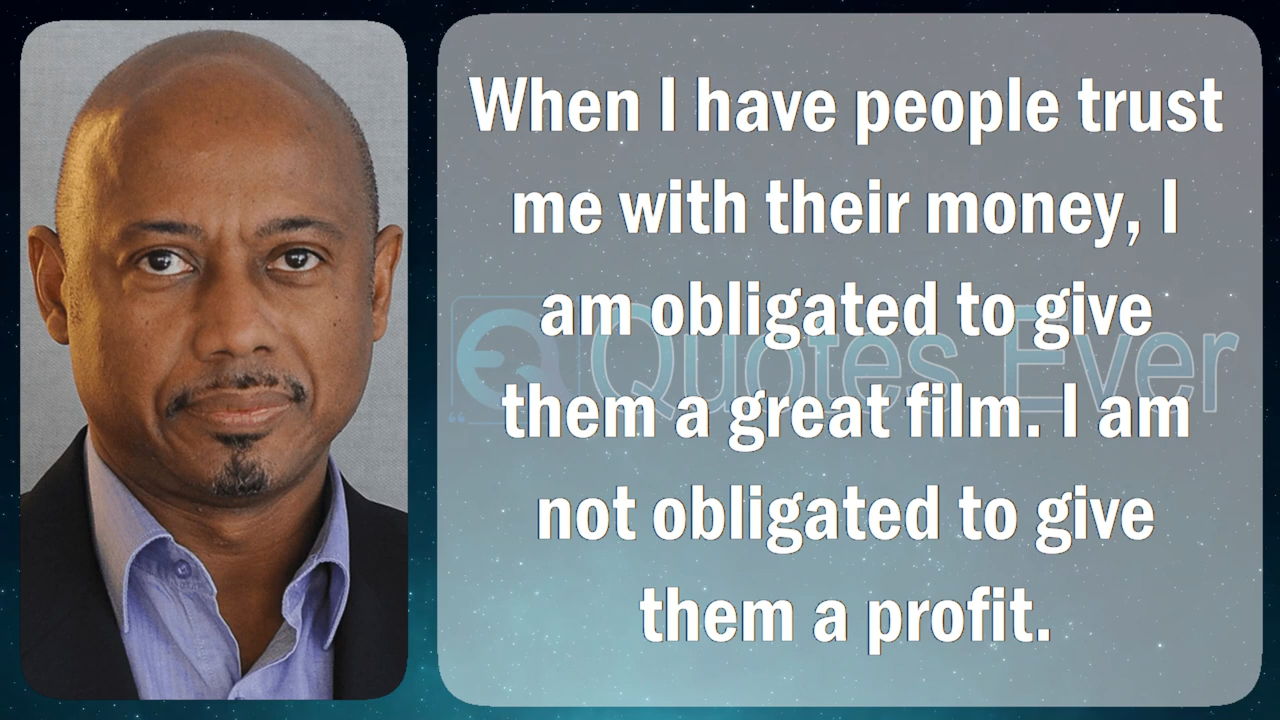 When I have people trust
me with their money, I
am obligated to give
them a great film. I am
not obligated to give
them a profit.
Quotes Ever